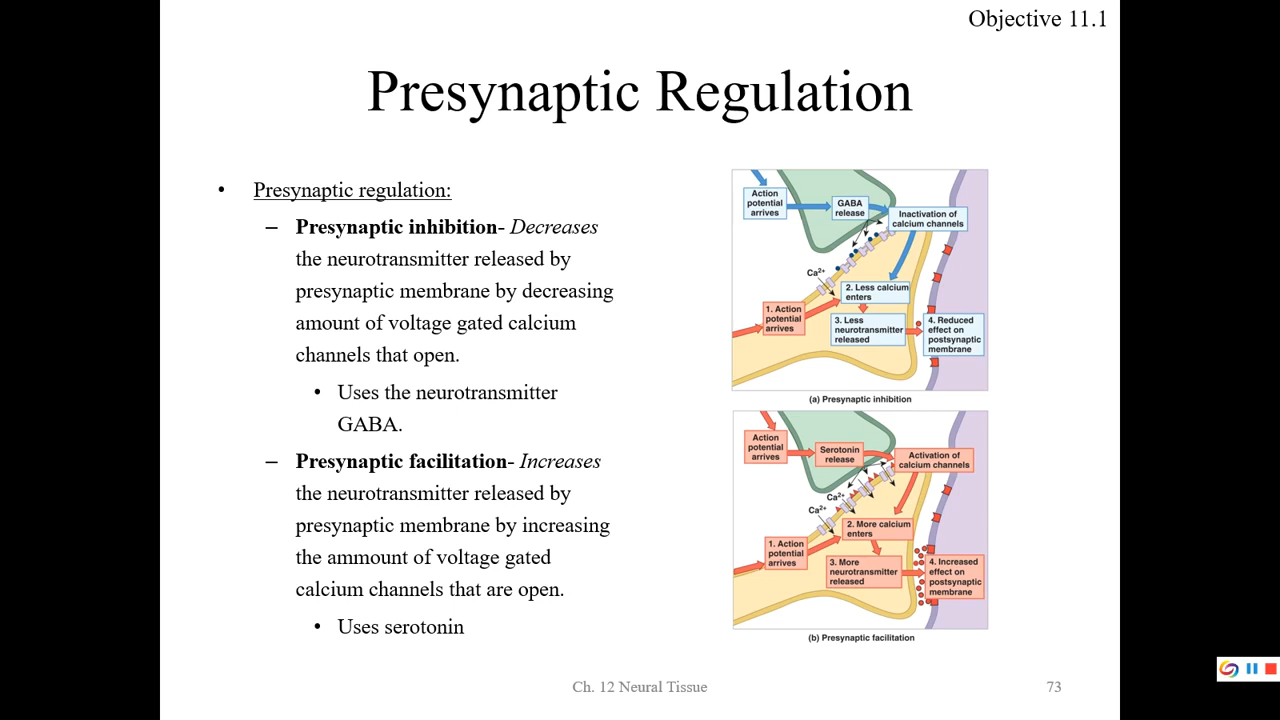 Objective 11.1
Presynaptic Regulation
• Presynaptic regulation:
– Presynaptic inhibition- Decreases
the neurotransmitter released by
presynaptic membrane by decreasing
amount of voltage gated calcium
channels that open.
• Uses the neurotransmitter
GABA.
– Presynaptic facilitation- Increases
the neurotransmitter released by
presynaptic membrane by increasing
the ammount of voltage gated
calcium channels that are open.
• Uses serotonin
Action
potential
arrives
GABA
release
Inactivation of
calcium channels
Ca2+
2. Less calcium
enters
1. Action
potential
arrives
3. Less
neurotransmitter
released
4. Reduced
effect on
postsynaptic
membrane
(a) Presynaptic inhibition
Action
potential
arrives
Serotonin
release
Activation of
calcium channels
Ca2+
Ca2+
2. More calcium
enters
1. Action
potential
arrives
3. More
neurotransmitter
released
4. Increased
effect on
postsynaptic
membrane
(b) Presynaptic facilitation
Ch. 12 Neural Tissue
73